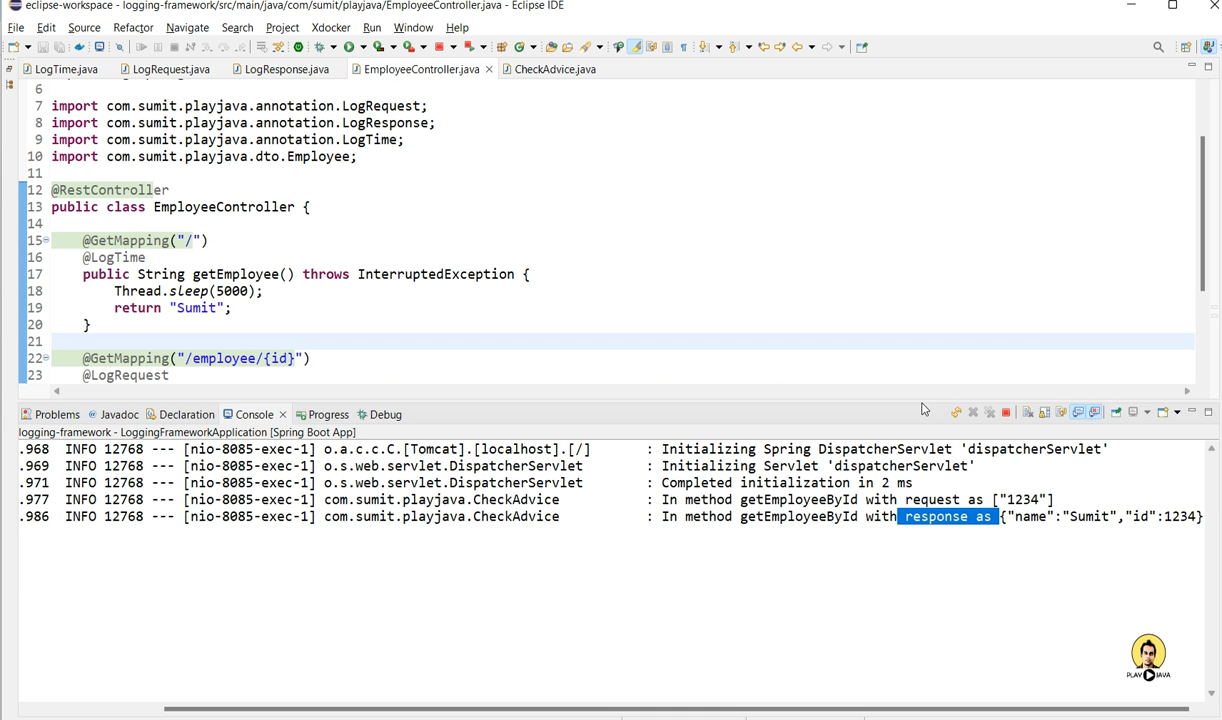 eclipse-workspace - logging-framework/src/main/java/com/sumit/playjava/EmployeeController.java - Eclipse IDE
File Edit Source Refactor Navigate Search Project Xdocker Run Window Help
LogTime.java LogRequest.java LogResponse.java EmployeeController.java CheckAdvice.java
6
7 import com.sumit.playjava.annotation.LogRequest;
8 import com.sumit.playjava.annotation.LogResponse;
9 import com.sumit.playjava.annotation.LogTime;
10 import com.sumit.playjava.dto.Employee;
11
12 @RestController
13 public class EmployeeController {
14
15 @GetMapping("/")
16 @LogTime
17 public String getEmployee() throws InterruptedException {
18 Thread.sleep(5000);
19 return "Sumit";
20 }
21
22 @GetMapping("/employee/{id}")
23 @LogRequest
Problems Javadoc Declaration Console Progress Debug
logging-framework - LoggingFrameworkApplication [Spring Boot App]
.968 INFO 12768 --- [nio-8085-exec-1] o.a.c.c.C.[Tomcat].[localhost].[/] : Initializing Spring DispatcherServlet 'dispatcherServlet'
.969 INFO 12768 --- [nio-8085-exec-1] o.s.web.servlet.DispatcherServlet : Initializing Servlet 'dispatcherServlet'
.971 INFO 12768 --- [nio-8085-exec-1] o.s.web.servlet.DispatcherServlet : Completed initialization in 2 ms
.977 INFO 12768 --- [nio-8085-exec-1] com.sumit.playjava.CheckAdvice : In method getEmployeeById with request as ["1234"]
.986 INFO 12768 --- [nio-8085-exec-1] com.sumit.playjava.CheckAdvice : In method getEmployeeById with response as {"name":"Sumit","id":1234}
PLAY JAVA